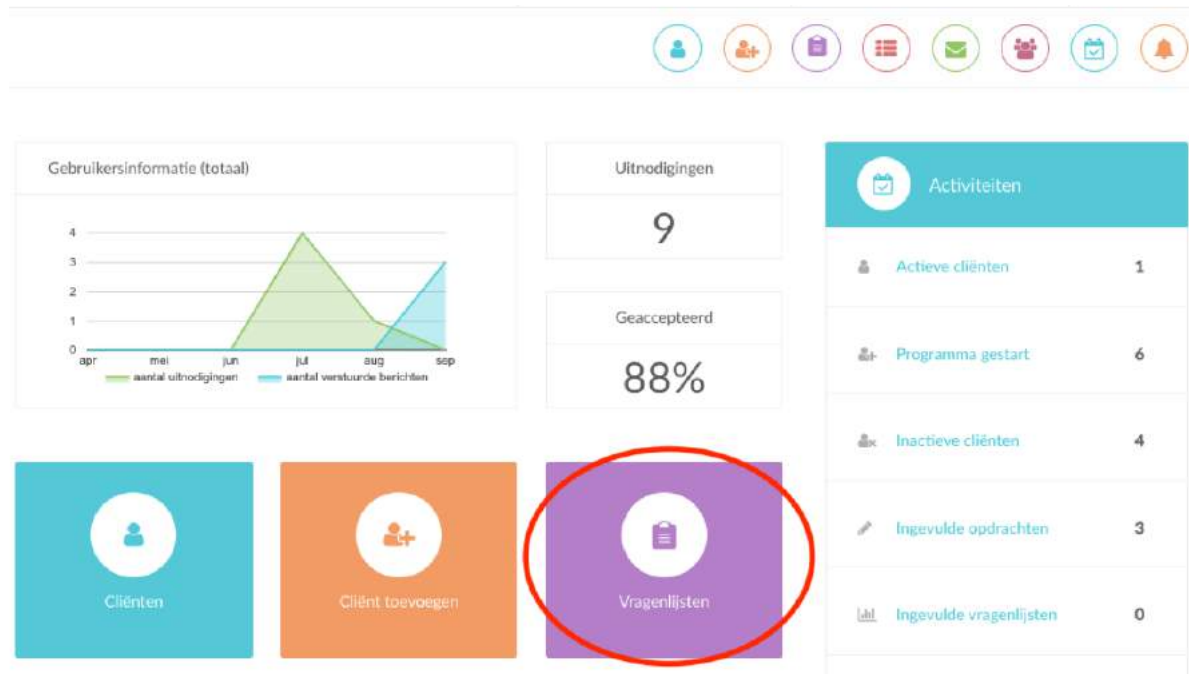 Gebruikersinformatie (totaal)
4
3
2
1
0
apr mei jun jul aug sep
aantal uitnodigingen aantal verstuurde berichten
Uitnodigingen
9
Geaccepteerd
88%
Activiteiten
Actieve cliënten 1
Programma gestart 6
Inactieve cliënten 4
Ingevulde opdrachten 3
Ingevulde vragenlijsten 0
Cliënten
Cliënt toevoegen
Vragenlijsten